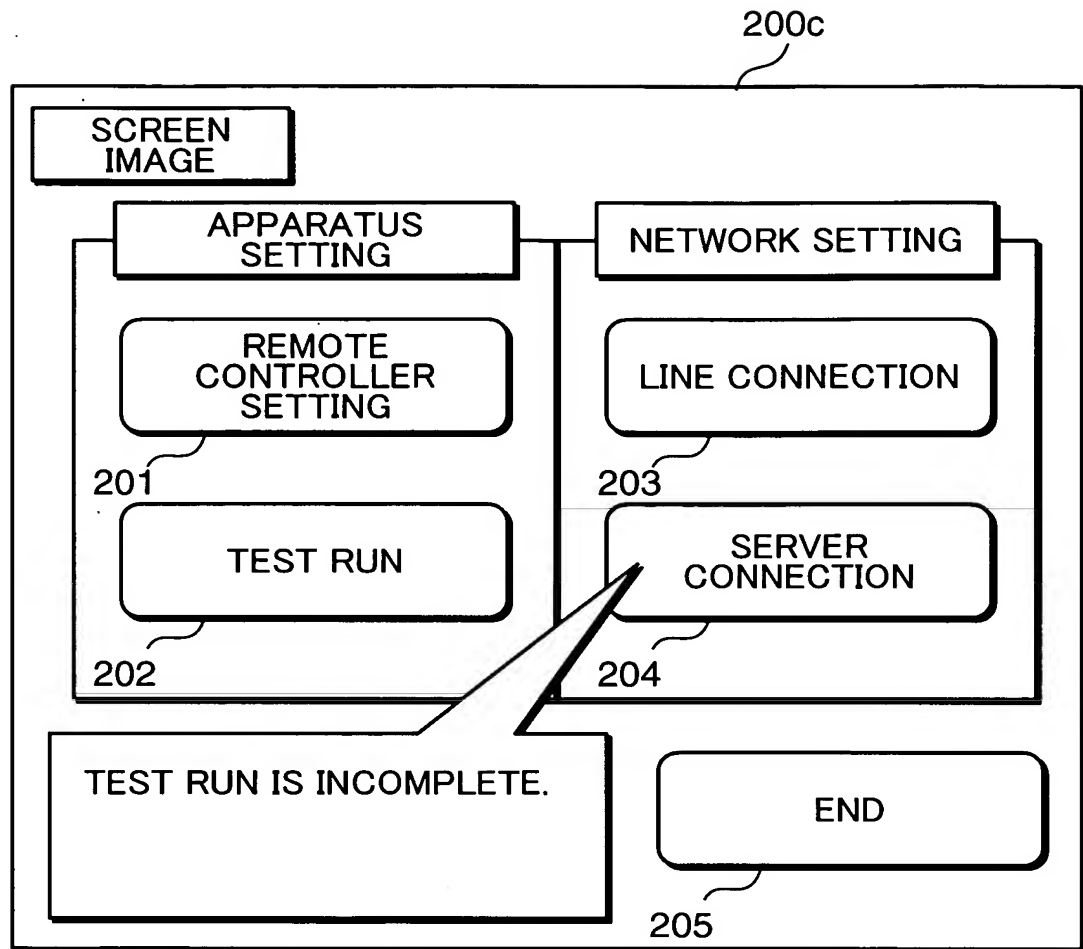 200c
SCREEN
IMAGE
APPARATUS
SETTING
NETWORK SETTING
REMOTE
CONTROLLER
SETTING
LINE CONNECTION
201
203
TEST RUN
SERVER
CONNECTION
202
204
TEST RUN IS INCOMPLETE.
END
205